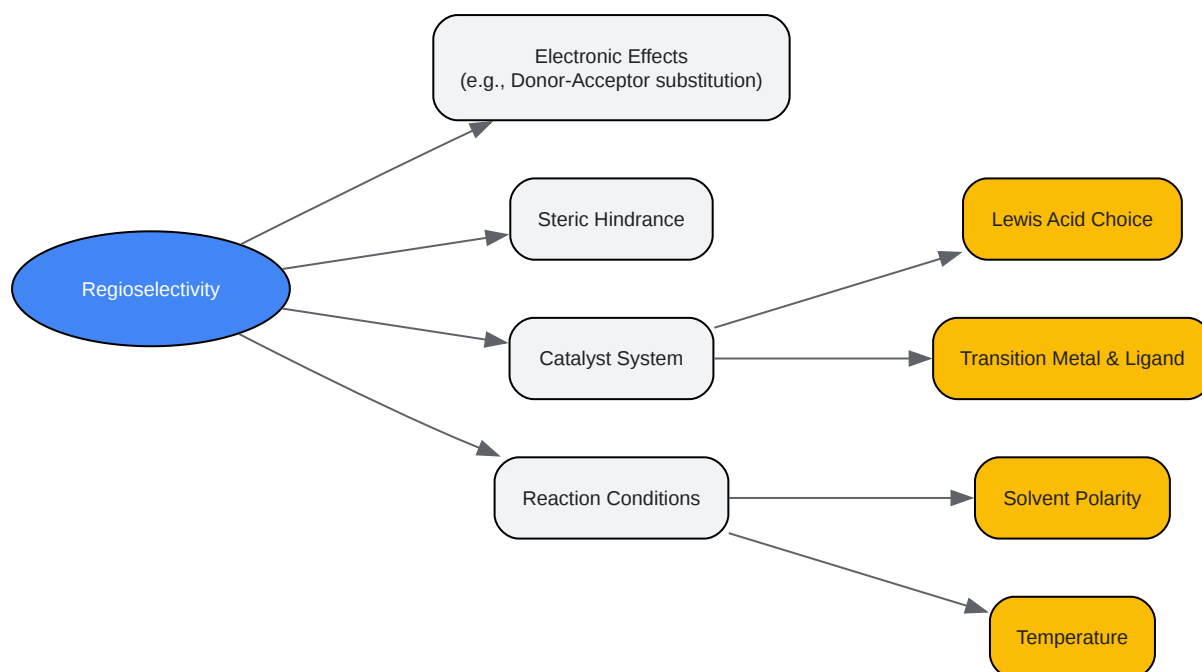 Electronic Effects
(e.g., Donor-Acceptor substitution)
Steric Hindrance
Lewis Acid Choice
Regioselectivity
Catalyst System
Transition Metal & Ligand
Reaction Conditions
Solvent Polarity
Temperature